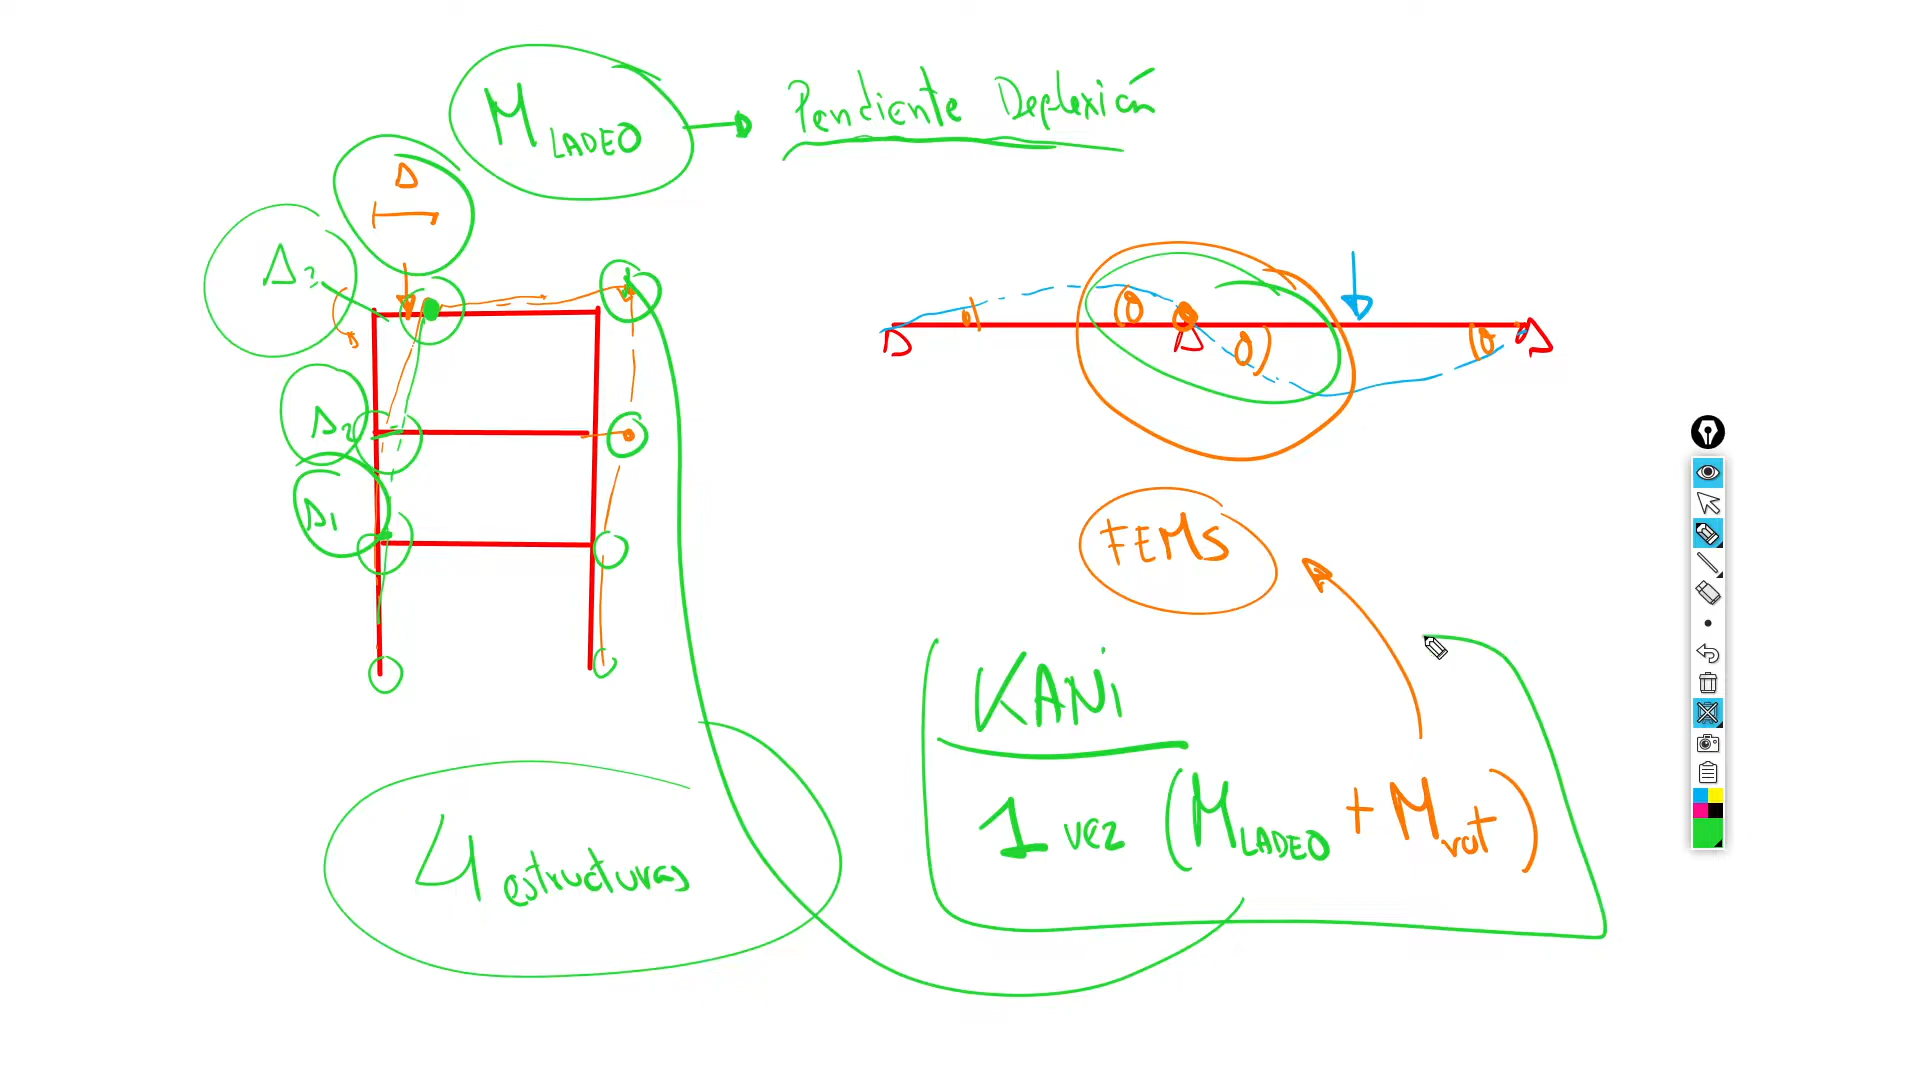 M LADEO
Pendiente Deflexión
Δ
Δ3
Δ2
Δ1
θ
θ
θ
θ
FEMs
KANi
1 vez (M LADEO + M rot)
4 estructuras